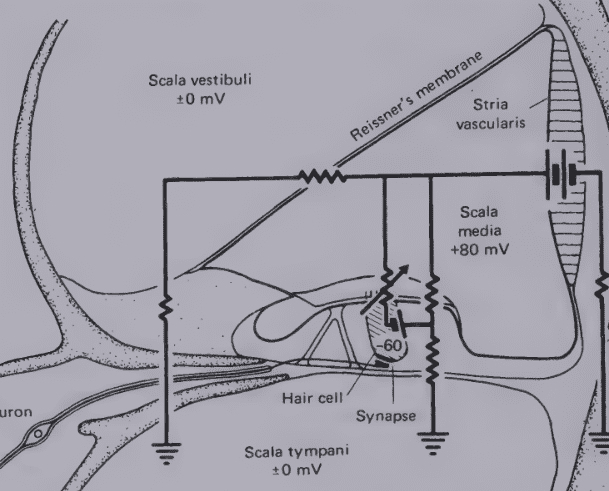 Scala vestibuli
±0 mV
Reissner's membrane
Stria
vascularis
Scala
media
+80 mV
-60
Hair cell
Synapse
uron
Scala tympani
±0 mV